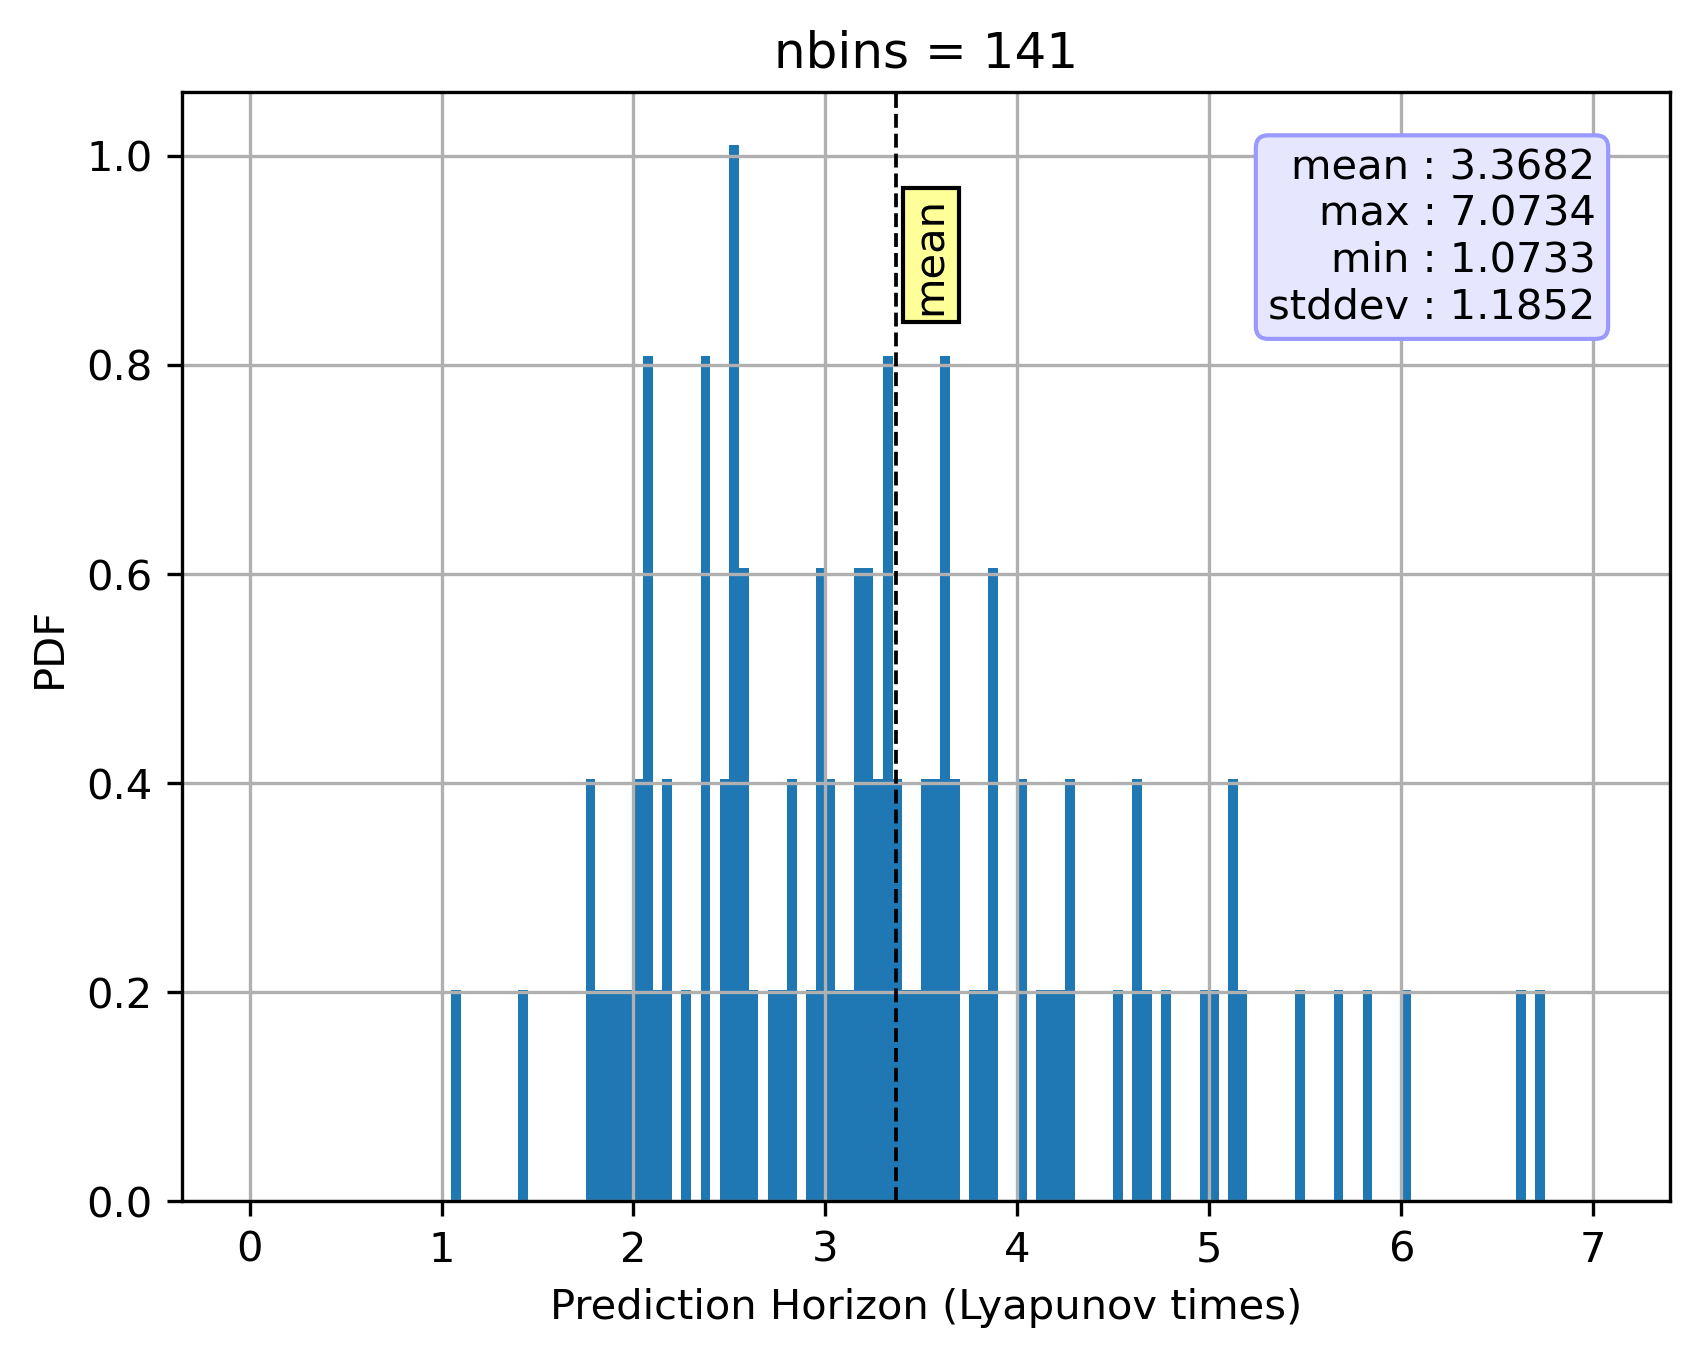 nbins = 141
mean : 3.3682
max : 7.0734
min : 1.0733
stddev : 1.1852
mean
PDF
1.0
0.8
0.6
0.4
0.2
0.0
0 1 2 3 4 5 6 7
Prediction Horizon (Lyapunov times)